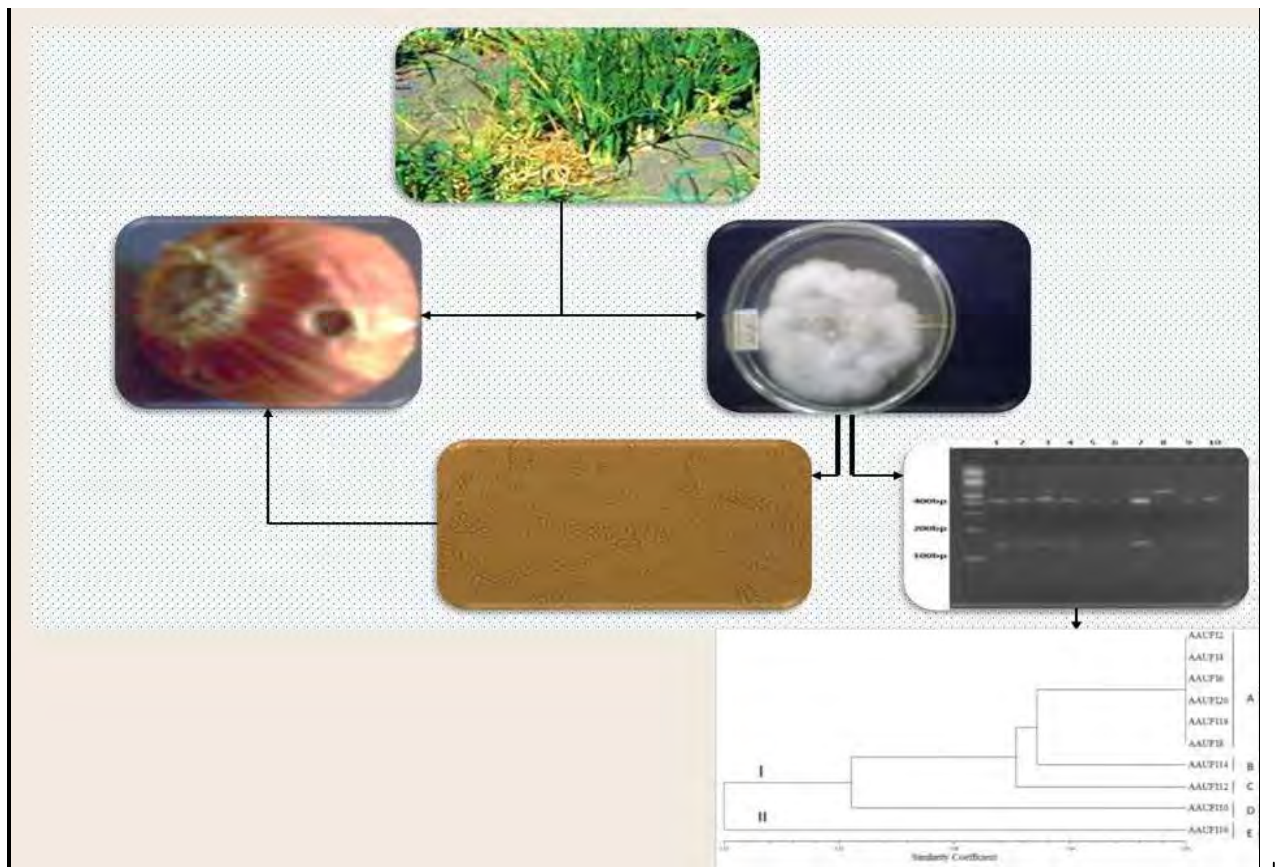 1 2 3 4 5 6 7 8 9 10
400bp
200bp
100bp
AAUFI2
AAUFI4
AAUFI6
AAUFI20
AAUFI18
AAUFI8
A
AAUFI14
B
I
AAUFI12
C
AAUFI10
D
II
AAUFI16
E
Similarity Coefficient